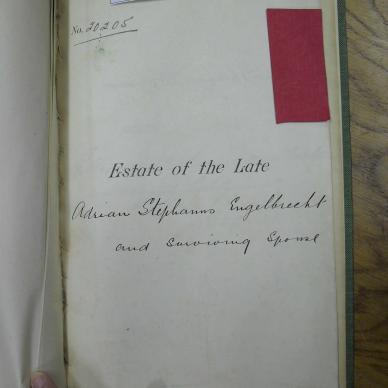 No. 20205
Estate of the Late
Adrian Stephanus Engelbrecht
and surviving Spouse